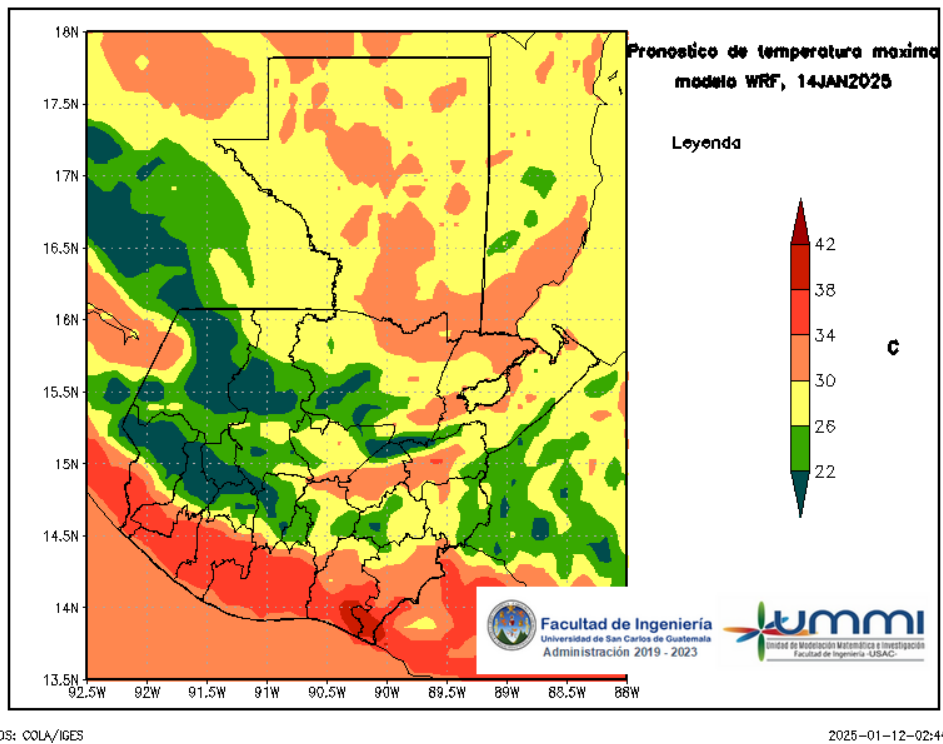 Pronostico de temperatura maxima
modelo WRF, 14JAN2025
Leyenda
18N
17.5N
17N
16.5N
16N
15.5N
15N
14.5N
14N
13.5N
92.5W
92W
91.5W
91W
90.5W
90W
89.5W
89W
88.5W
88W
42
38
34
30
26
22
C
Facultad de Ingeniería
Universidad de San Carlos de Guatemala
Administración 2019 - 2023
UMMI
Unidad de Modelación Matemática e Investigación
Facultad de Ingeniería -USAC-
COLA/IGES
2025-01-12-02:4